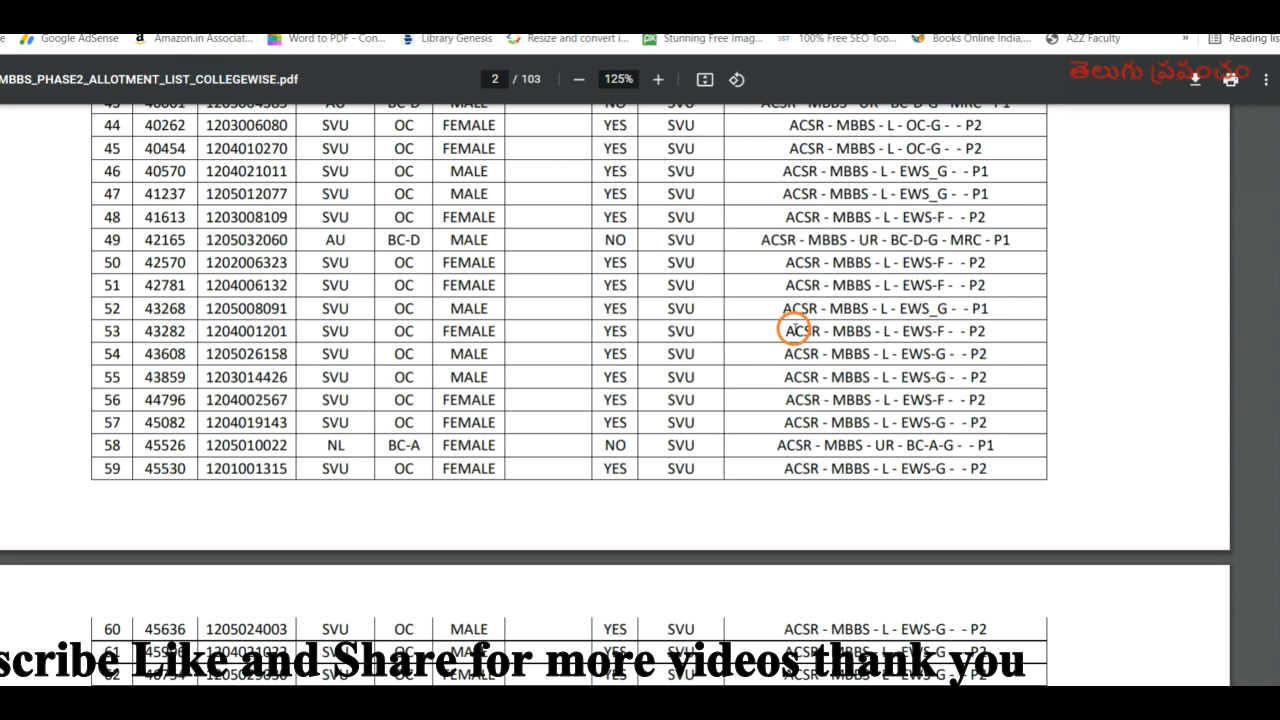 Google AdSense Amazon.in Associat... Word to PDF - Con... Library Genesis Resize and convert i... Stunning Free Imag... 100% Free SEO Too... Books Online India,... A2Z Faculty » Reading list
MBBS_PHASE2_ALLOTMENT_LIST_COLLEGEWISE.pdf 2 / 103 125%
తెలుగు ప్రపంచం
44 40262 1203006080 SVU OC FEMALE YES SVU ACSR - MBBS - L - OC-G - - P2
45 40454 1204010270 SVU OC FEMALE YES SVU ACSR - MBBS - L - OC-G - - P2
46 40570 1204021011 SVU OC MALE YES SVU ACSR - MBBS - L - EWS_G - - P1
47 41237 1205012077 SVU OC MALE YES SVU ACSR - MBBS - L - EWS_G - - P1
48 41613 1203008109 SVU OC FEMALE YES SVU ACSR - MBBS - L - EWS-F - - P2
49 42165 1205032060 AU BC-D MALE NO SVU ACSR - MBBS - UR - BC-D-G - MRC - P1
50 42570 1202006323 SVU OC FEMALE YES SVU ACSR - MBBS - L - EWS-F - - P2
51 42781 1204006132 SVU OC FEMALE YES SVU ACSR - MBBS - L - EWS-F - - P2
52 43268 1205008091 SVU OC MALE YES SVU ACSR - MBBS - L - EWS_G - - P1
53 43282 1204001201 SVU OC FEMALE YES SVU ACSR - MBBS - L - EWS-F - - P2
54 43608 1205026158 SVU OC MALE YES SVU ACSR - MBBS - L - EWS-G - - P2
55 43859 1203014426 SVU OC MALE YES SVU ACSR - MBBS - L - EWS-G - - P2
56 44796 1204002567 SVU OC FEMALE YES SVU ACSR - MBBS - L - EWS-F - - P2
57 45082 1204019143 SVU OC FEMALE YES SVU ACSR - MBBS - L - EWS-G - - P2
58 45526 1205010022 NL BC-A FEMALE NO SVU ACSR - MBBS - UR - BC-A-G - - P1
59 45530 1201001315 SVU OC FEMALE YES SVU ACSR - MBBS - L - EWS-G - - P2
60 45636 1205024003 SVU OC MALE YES SVU ACSR - MBBS - L - EWS-G - - P2
scribe Like and Share for more videos thank you